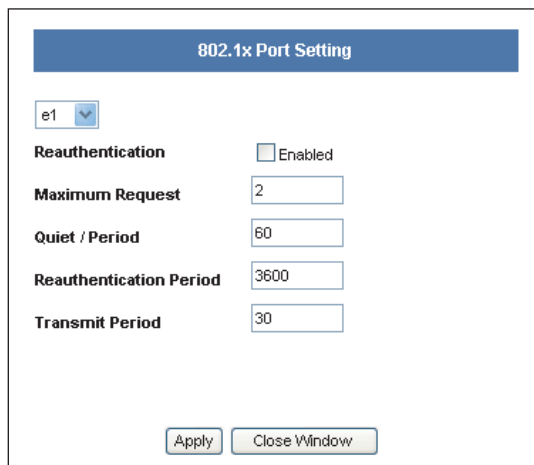 802.1x Port Setting
e1
Reauthentication Enabled
Maximum Request 2
Quiet / Period 60
Reauthentication Period 3600
Transmit Period 30
Apply Close Window